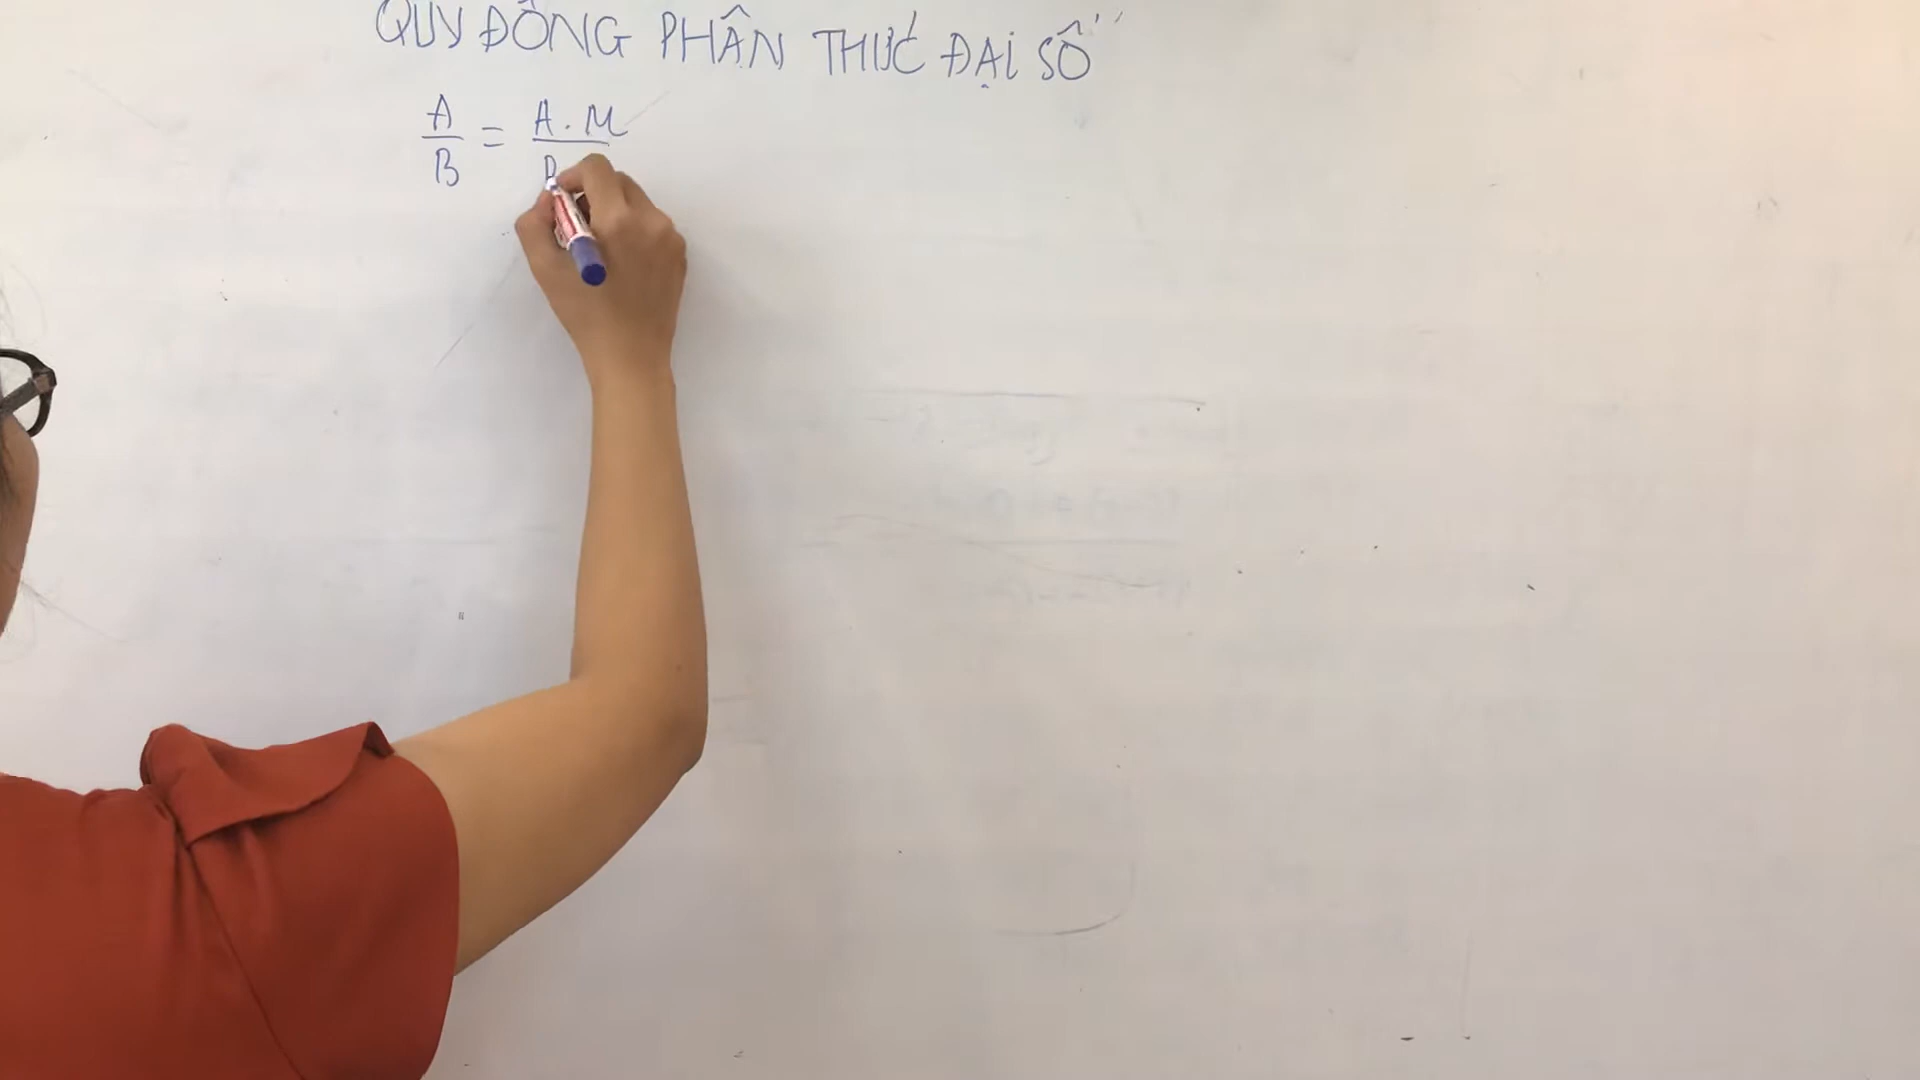 QUY ĐỒNG PHÂN THỨC ĐẠI SỐ"
A/B = A.M/B